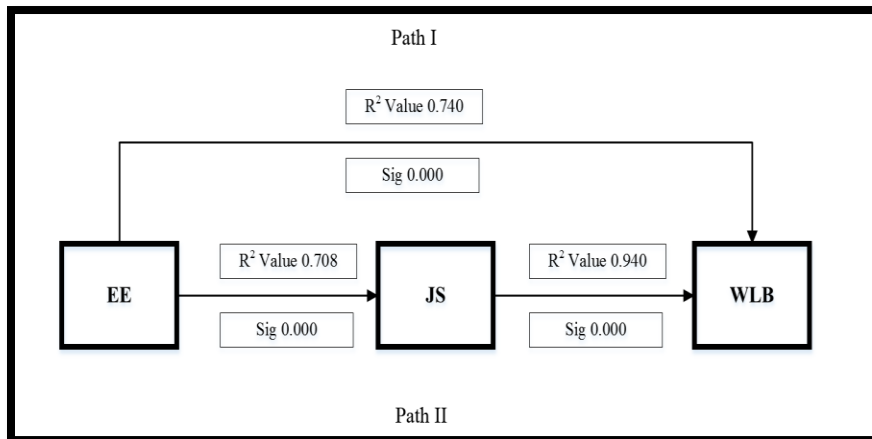 Path I
R² Value 0.740
Sig 0.000
R² Value 0.708
R² Value 0.940
EE
JS
WLB
Sig 0.000
Sig 0.000
Path II